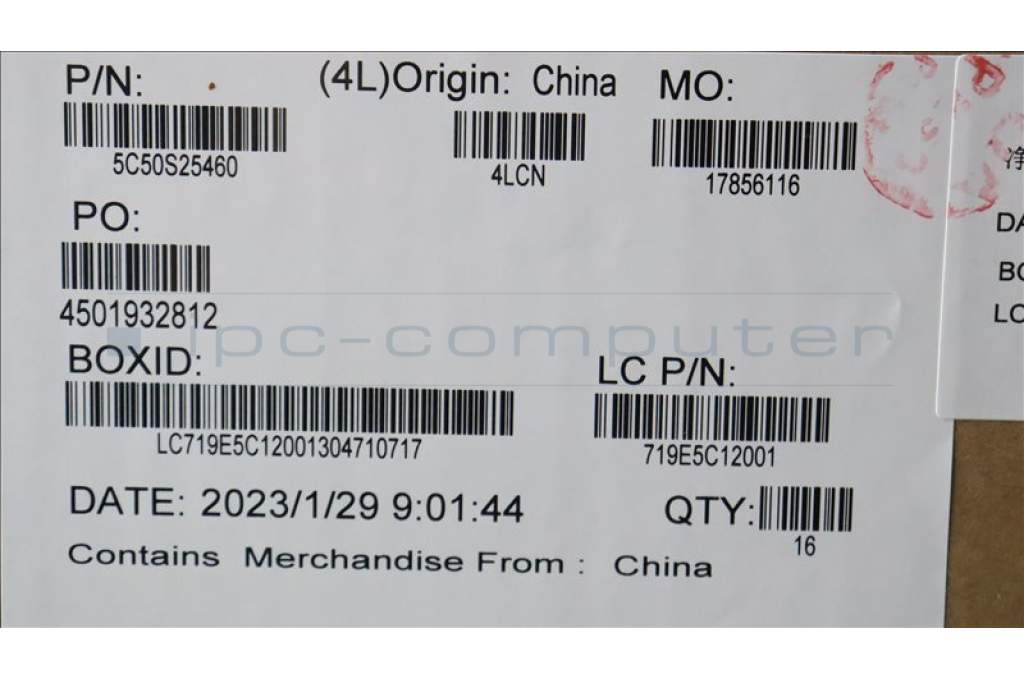 P/N: (4L)Origin: China MO:
5C50S25460 4LCN 17856116
净
PO:
DA
4501932812
BO
LC
ipc-computer
BOXID: LC P/N:
LC719E5C12001304710717 719E5C12001
DATE: 2023/1/29 9:01:44 QTY:
16
Contains Merchandise From : China